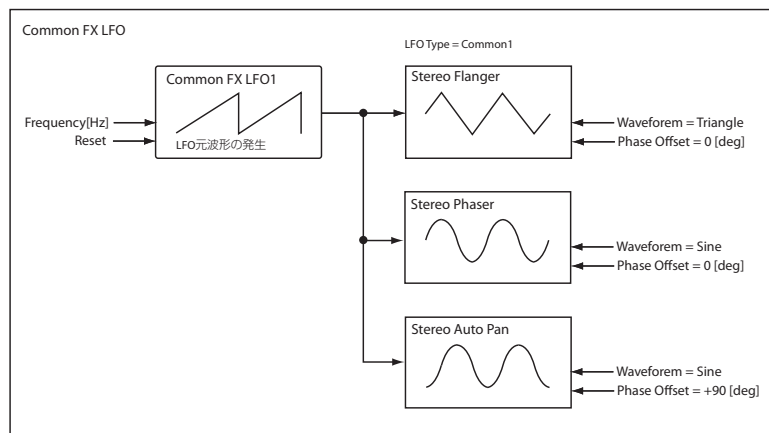 Common FX LFO
LFO Type = Common1
Common FX LFO1
Frequency[Hz]
Reset
LFO元波形の発生
Stereo Flanger
Waveforem = Triangle
Phase Offset = 0 [deg]
Stereo Phaser
Waveforem = Sine
Phase Offset = 0 [deg]
Stereo Auto Pan
Waveforem = Sine
Phase Offset = +90 [deg]